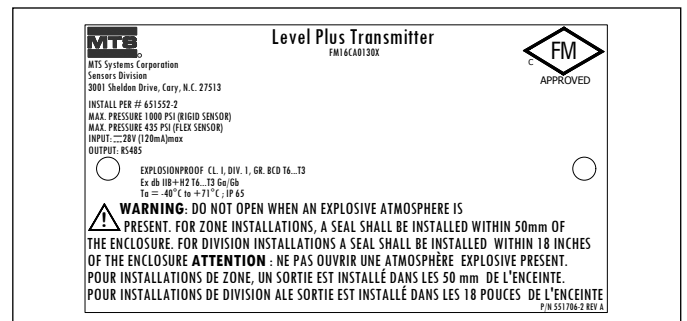 MTS
Level Plus Transmitter
FM16CA0130X
FM
C
APPROVED
MTS Systems Corporation
Sensors Division
3001 Sheldon Drive, Cary, N.C. 27513
INSTALL PER # 651552-2
MAX. PRESSURE 1000 PSI (RIGID SENSOR)
MAX. PRESSURE 435 PSI (FLEX SENSOR)
INPUT: ⎓28V (120mA)max
OUTPUT: RS485
EXPLOSIONPROOF CL. I, DIV. 1, GR. BCD T6...T3
Ex db IIB+H2 T6...T3 Ga/Gb
Ta = -40°C to +71°C ; IP 65
WARNING: DO NOT OPEN WHEN AN EXPLOSIVE ATMOSPHERE IS
PRESENT. FOR ZONE INSTALLATIONS, A SEAL SHALL BE INSTALLED WITHIN 50mm OF
THE ENCLOSURE. FOR DIVISION INSTALLATIONS A SEAL SHALL BE INSTALLED WITHIN 18 INCHES
OF THE ENCLOSURE ATTENTION : NE PAS OUVRIR UNE ATMOSPHÈRE EXPLOSIVE PRESENT.
POUR INSTALLATIONS DE ZONE, UN SORTIE EST INSTALLÉ DANS LES 50 mm DE L'ENCEINTE.
POUR INSTALLATIONS DE DIVISION ALE SORTIE EST INSTALLÉ DANS LES 18 POUCES DE L'ENCEINTE
P/N 551706-2 REV A